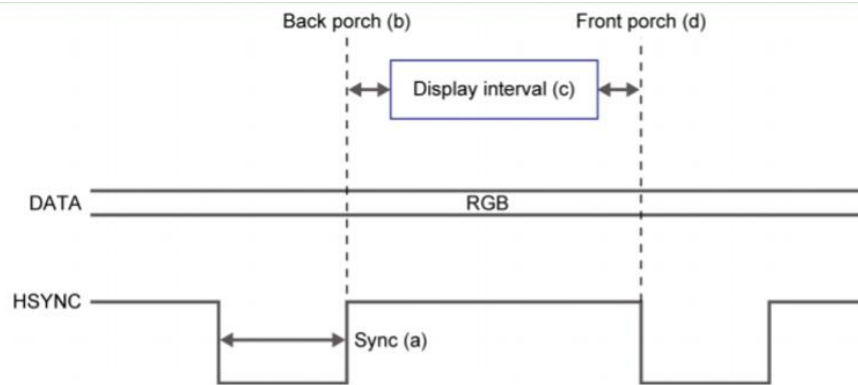 Back porch (b)
Front porch (d)
Display interval (c)
DATA
RGB
HSYNC
Sync (a)